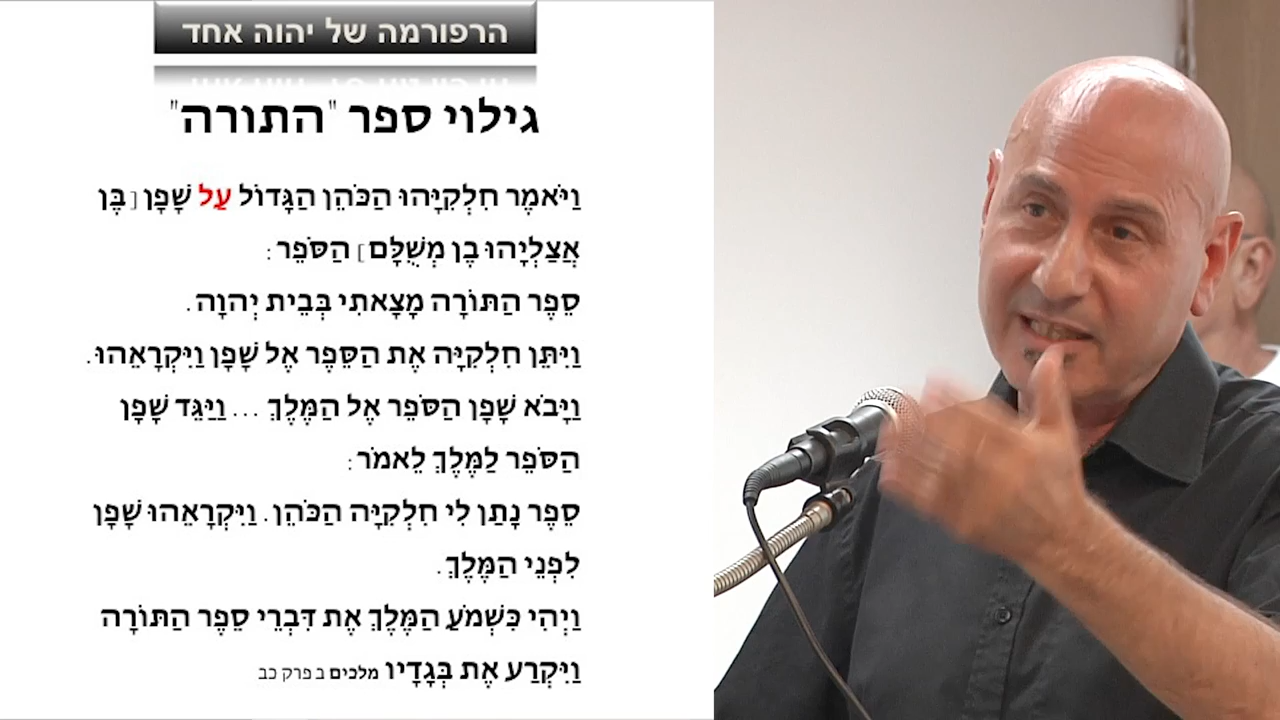 הרפורמה של יהוה אחד
גילוי ספר "התורה"
וַיֹּאמֶר חִלְקִיָּהוּ הַכֹּהֵן הַגָּדוֹל עַל שָׁפָן [ בֶּן
אֲצַלְיָהוּ בֶן מְשֻׁלָּם ] הַסֹּפֵר :
סֵפֶר הַתּוֹרָה מָצָאתִי בְּבֵית יְהוָה .
וַיִּתֵּן חִלְקִיָּה אֶת הַסֵּפֶר אֶל שָׁפָן וַיִּקְרָאֵהוּ .
וַיָּבֹא שָׁפָן הַסֹּפֵר אֶל הַמֶּלֶךְ ... וַיַּגֵּד שָׁפָן
הַסֹּפֵר לַמֶּלֶךְ לֵאמֹר :
סֵפֶר נָתַן לִי חִלְקִיָּה הַכֹּהֵן . וַיִּקְרָאֵהוּ שָׁפָן
לִפְנֵי הַמֶּלֶךְ .
וַיְהִי כִּשְׁמֹעַ הַמֶּלֶךְ אֶת דִּבְרֵי סֵפֶר הַתּוֹרָה
וַיִּקְרַע אֶת בְּגָדָיו מלכים ב פרק כב